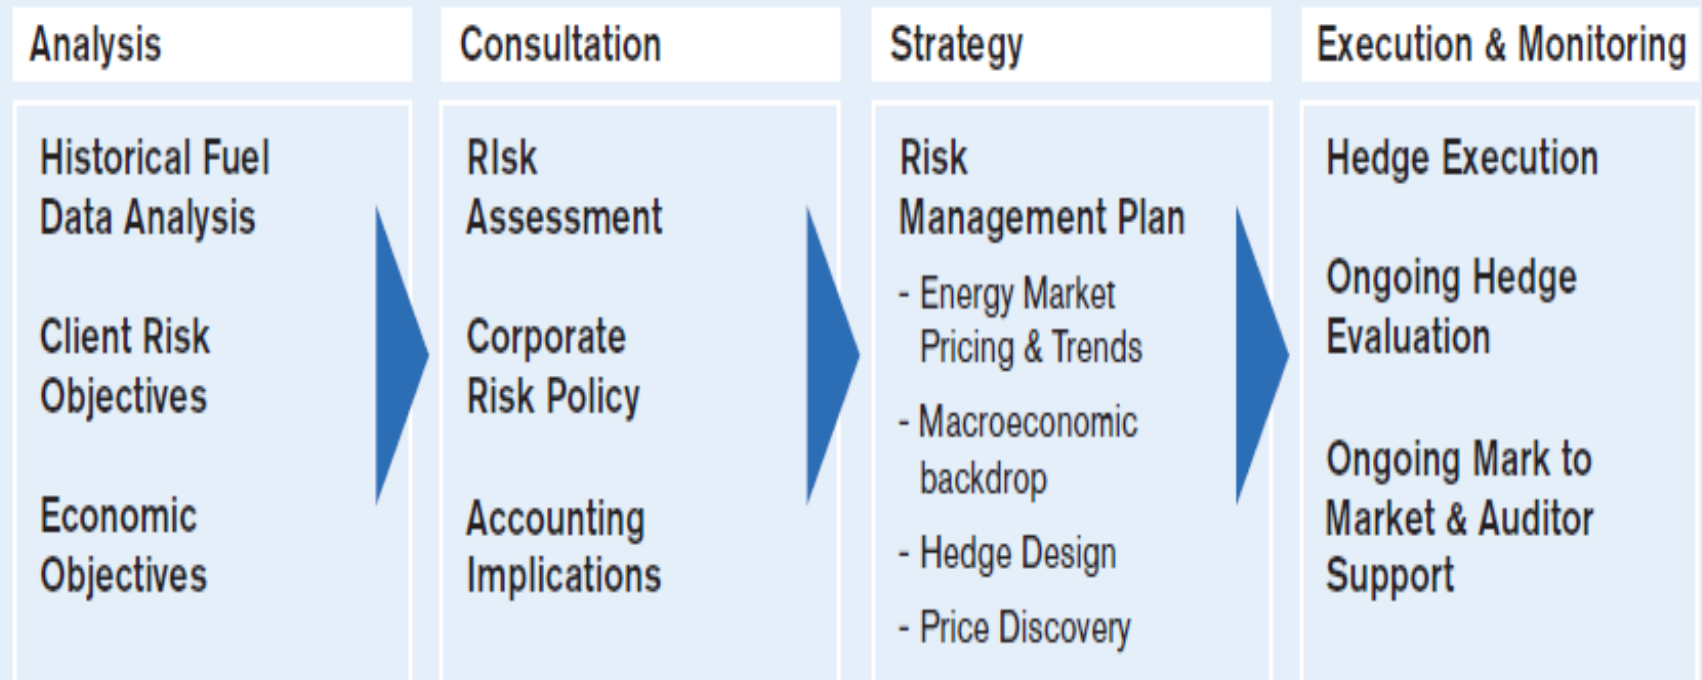 Analysis
Historical Fuel
Data Analysis
Client Risk
Objectives
Economic
Objectives
Consultation
RIsk
Assessment
Corporate
Risk Policy
Accounting
Implications
Strategy
Risk
Management Plan
- Energy Market
Pricing & Trends
- Macroeconomic
backdrop
- Hedge Design
- Price Discovery
Execution & Monitoring
Hedge Execution
Ongoing Hedge
Evaluation
Ongoing Mark to
Market & Auditor
Support